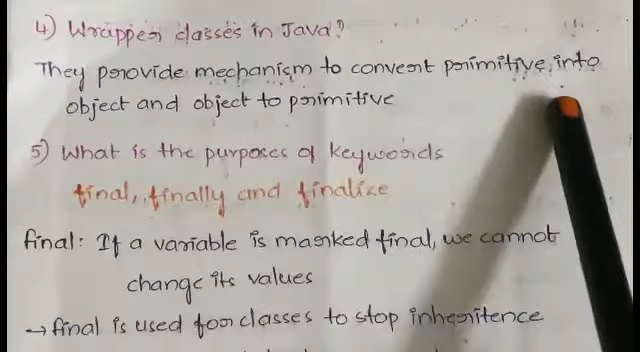 4) Wrapper classes in Java?
They provide mechanism to convert primitive into
object and object to primitive
5) What is the purposes of keywords
final, finally and finalize
final: If a variable is marked final, we cannot
change its values
→ final is used for classes to stop inheritence